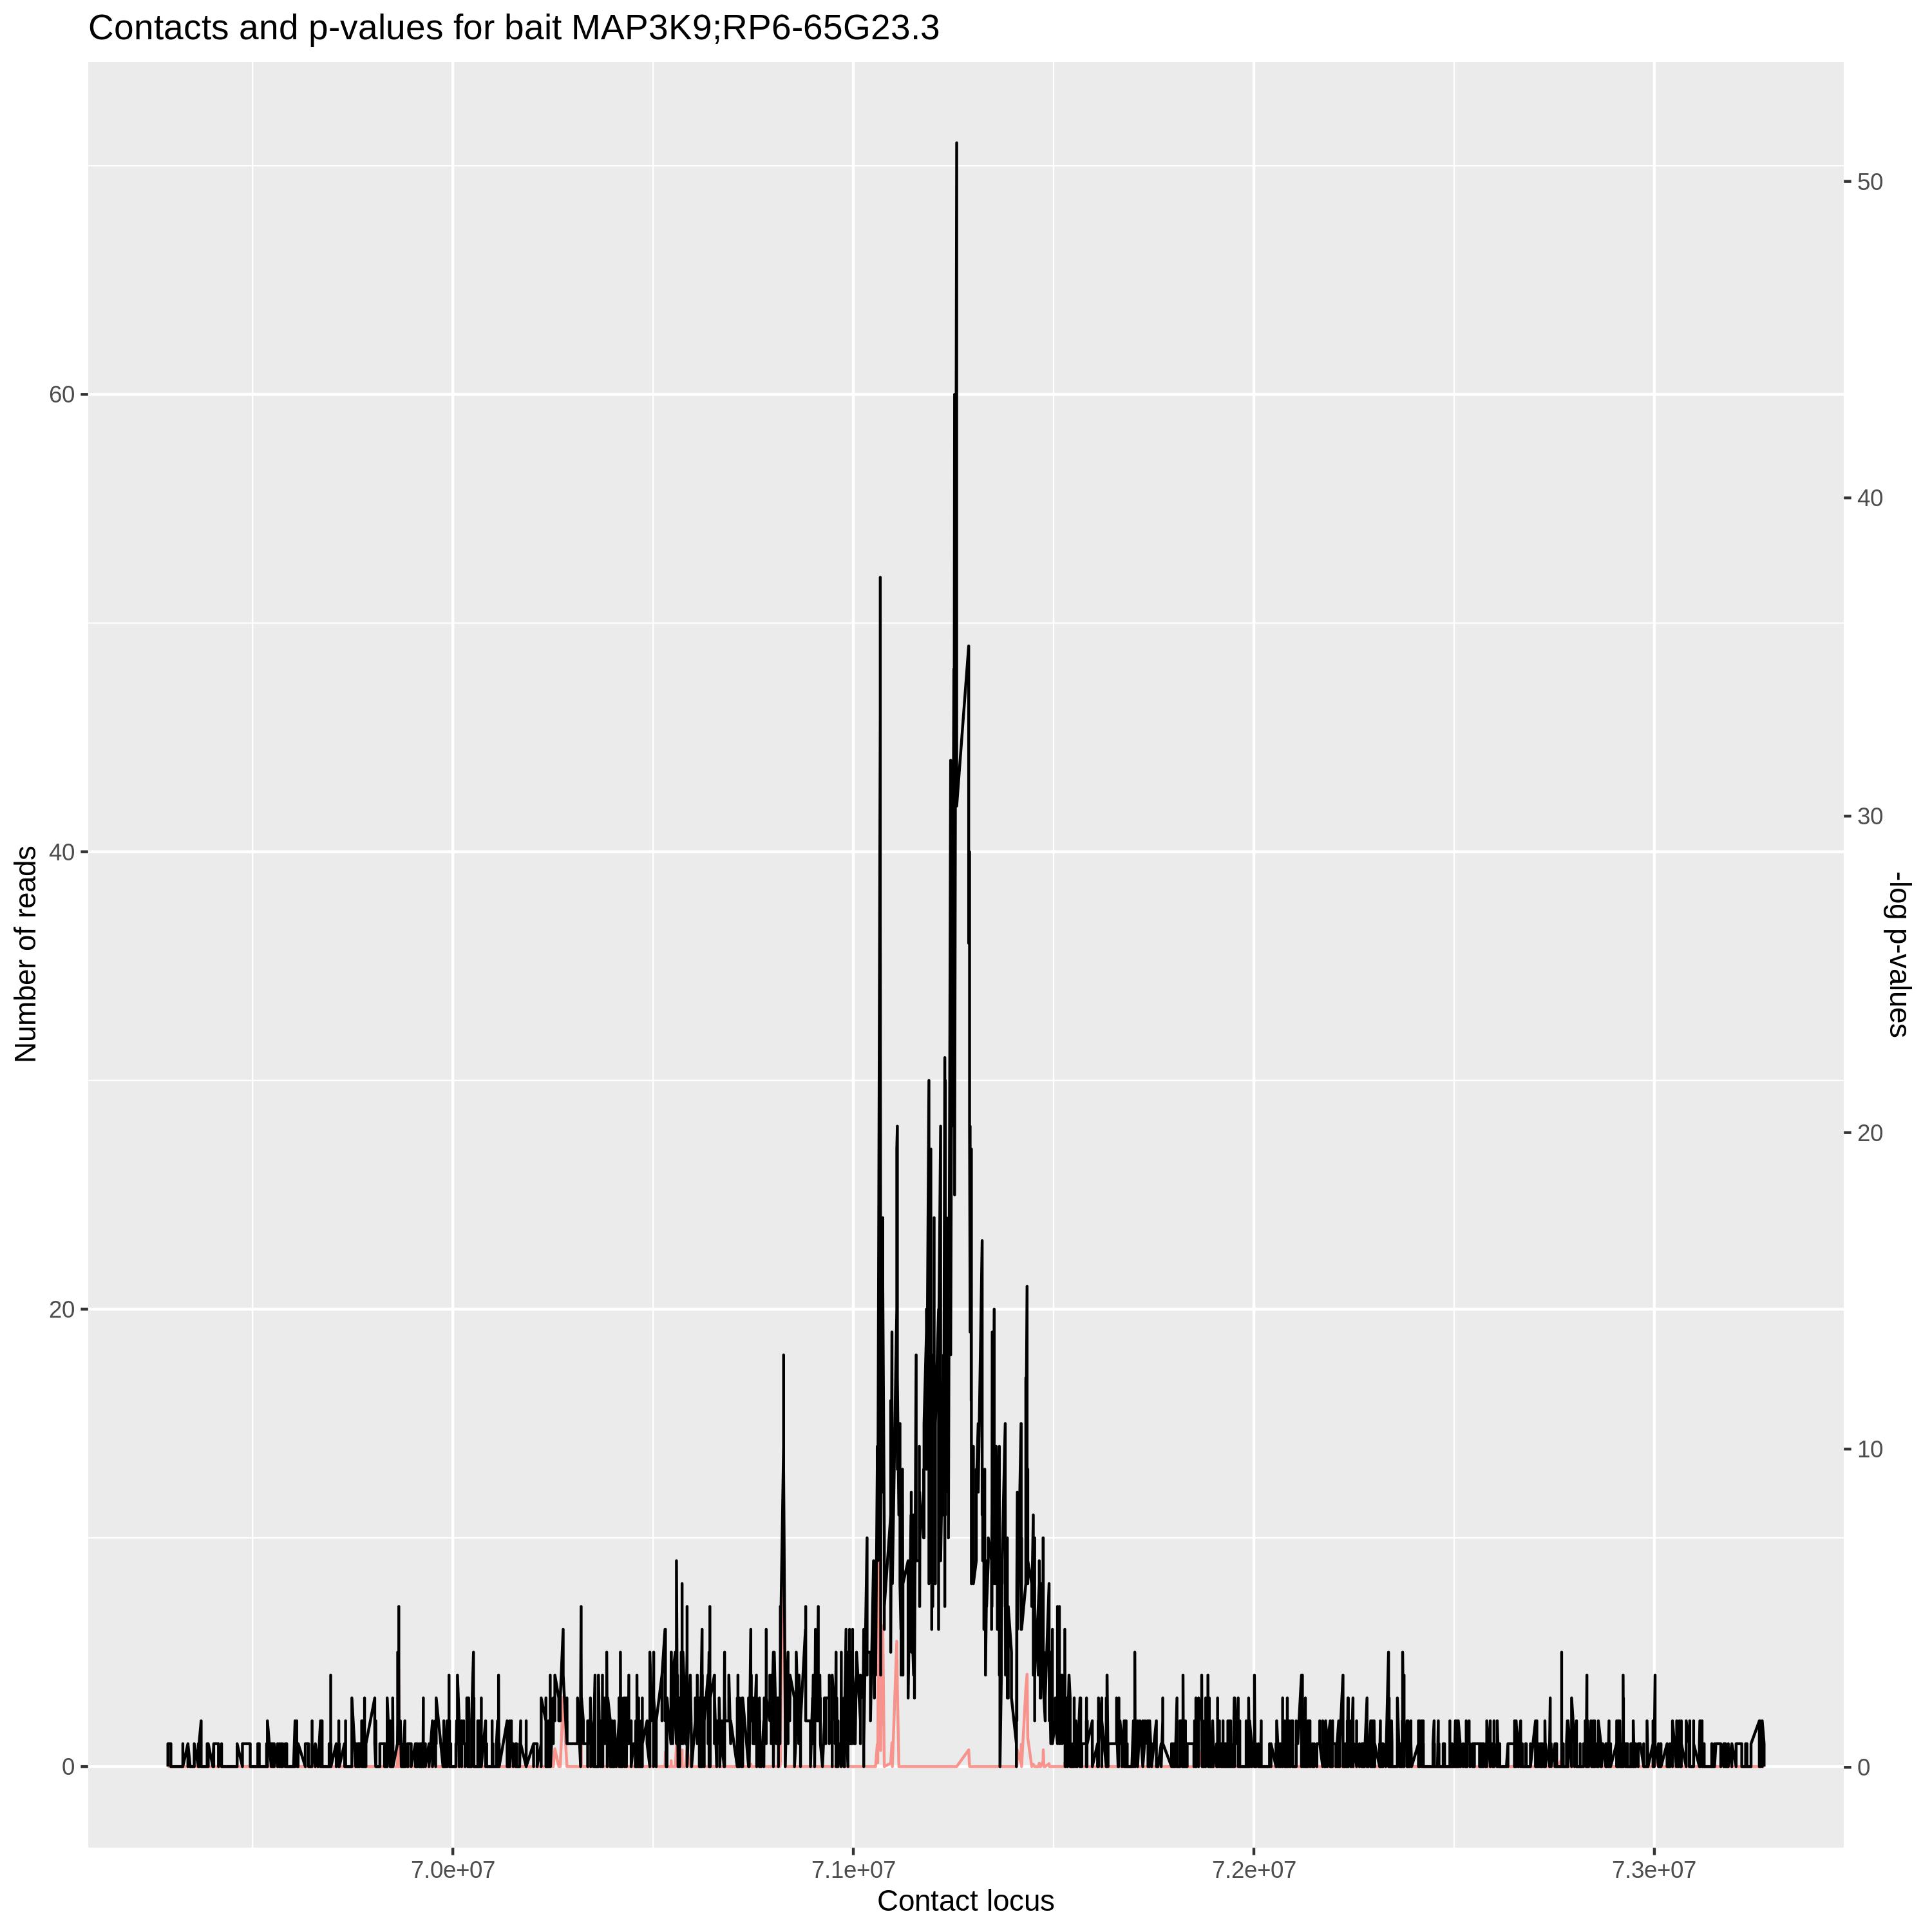 Contacts and p-values for bait MAP3K9;RP6-65G23.3
Number of reads
60
40
20
0
50
40
30
20
10
0
-log p-values
7.0e+07 7.1e+07 7.2e+07 7.3e+07
Contact locus